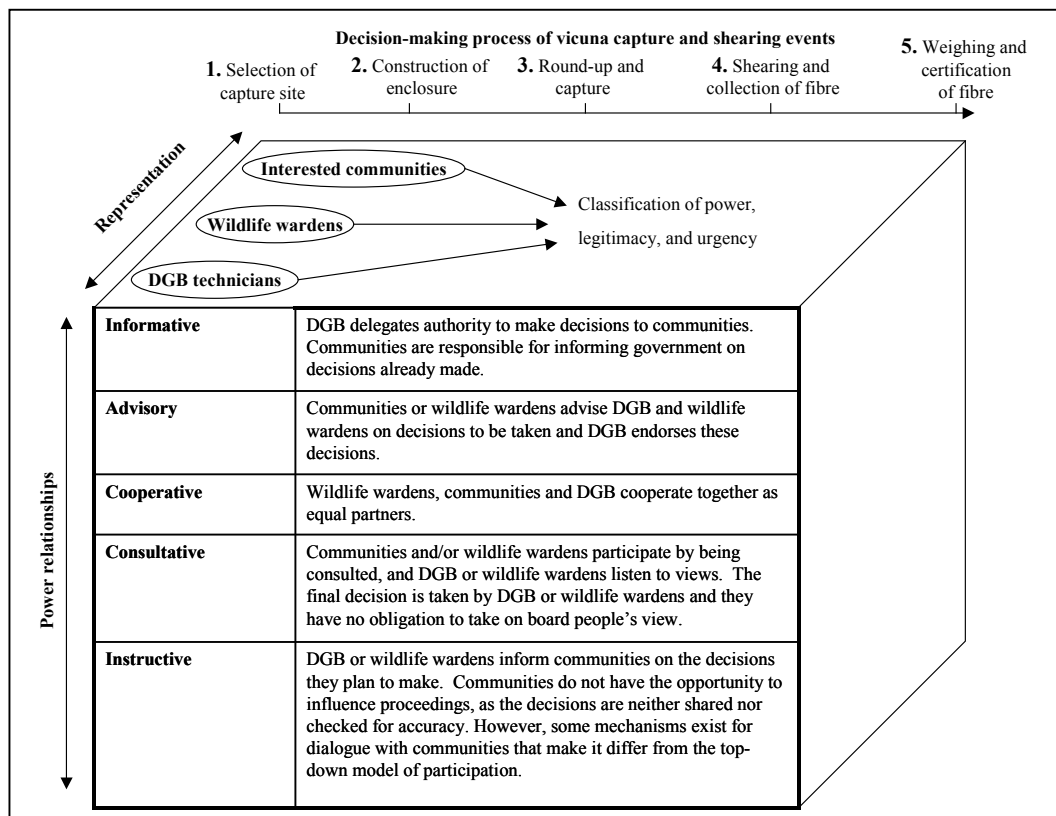 Decision-making process of vicuna capture and shearing events
1. Selection of
capture site
2. Construction of
enclosure
3. Round-up and
capture
4. Shearing and
collection of fibre
5. Weighing and
certification
of fibre
Representation
Interested communities
Wildlife wardens
DGB technicians
Classification of power,
legitimacy, and urgency
Power relationships
Informative
DGB delegates authority to make decisions to communities.
Communities are responsible for informing government on
decisions already made.
Advisory
Communities or wildlife wardens advise DGB and wildlife
wardens on decisions to be taken and DGB endorses these
decisions.
Cooperative
Wildlife wardens, communities and DGB cooperate together as
equal partners.
Consultative
Communities and/or wildlife wardens participate by being
consulted, and DGB or wildlife wardens listen to views.  The
final decision is taken by DGB or wildlife wardens and they
have no obligation to take on board people’s view.
Instructive
DGB or wildlife wardens inform communities on the decisions
they plan to make.  Communities do not have the opportunity to
influence proceedings, as the decisions are neither shared nor
checked for accuracy. However, some mechanisms exist for
dialogue with communities that make it differ from the top-
down model of participation.